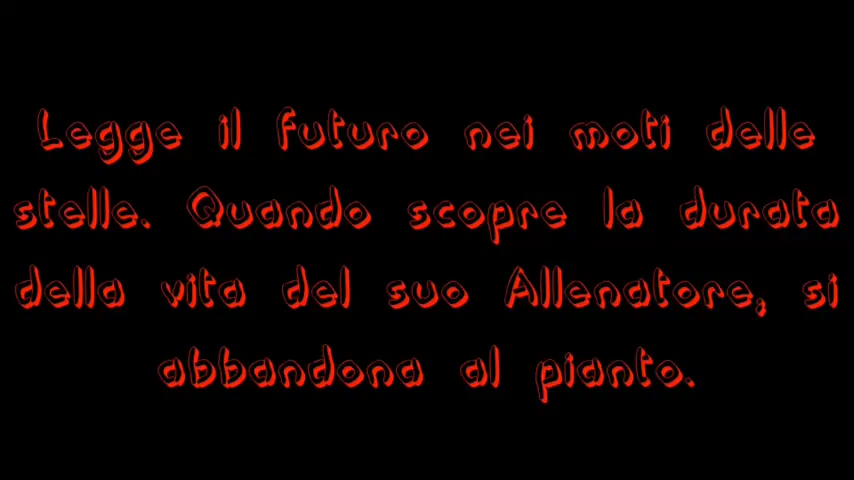 Legge il futuro nei moti delle
stelle. Quando scopre la durata
della vita del suo Allenatore, si
abbandona al pianto.